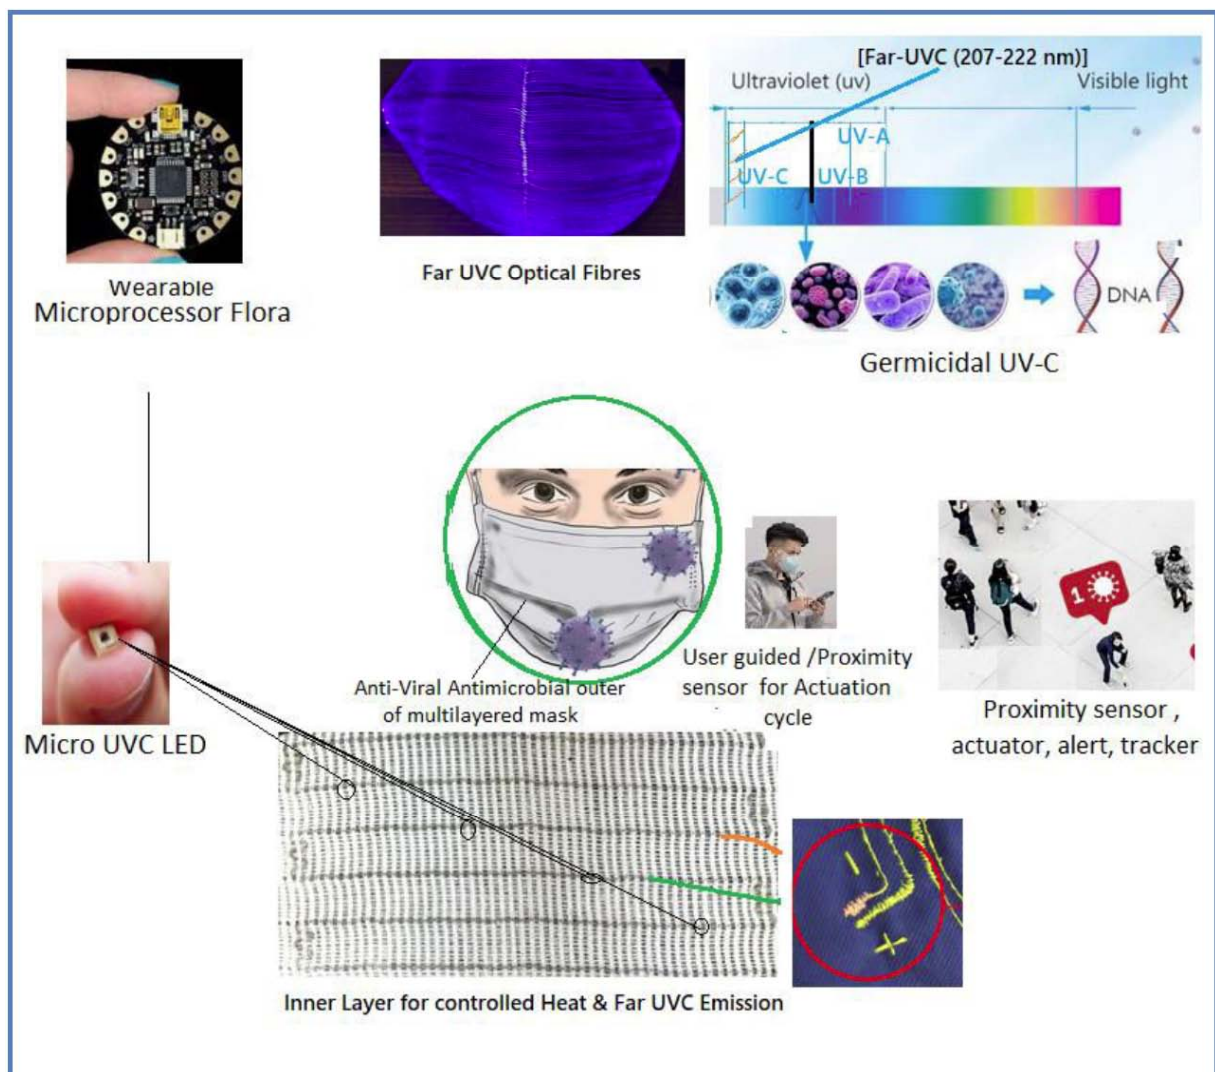 Wearable
Microprocessor Flora
Far UVC Optical Fibres
[Far-UVC (207-222 nm)]
Ultraviolet (uv)
Visible light
UV-A
UV-C
UV-B
DNA
Germicidal UV-C
Micro UVC LED
Anti-Viral Antimicrobial outer
of multilayered mask
User guided /Proximity
sensor for Actuation
cycle
1
Proximity sensor ,
actuator, alert, tracker
-
+
Inner Layer for controlled Heat & Far UVC Emission